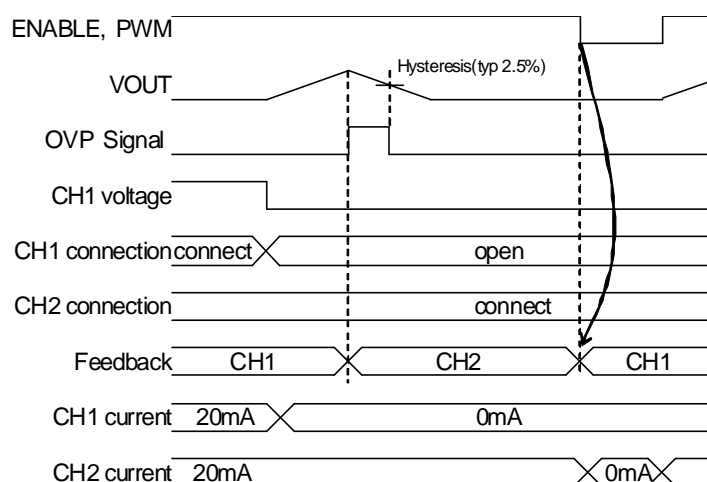 ENABLE, PWM
Hysteresis(typ 2.5%)
VOUT
OVP Signal
CH1 voltage
CH1 connection connect open
CH2 connection connect
Feedback CH1 CH2 CH1
CH1 current 20mA 0mA
CH2 current 20mA 0mA